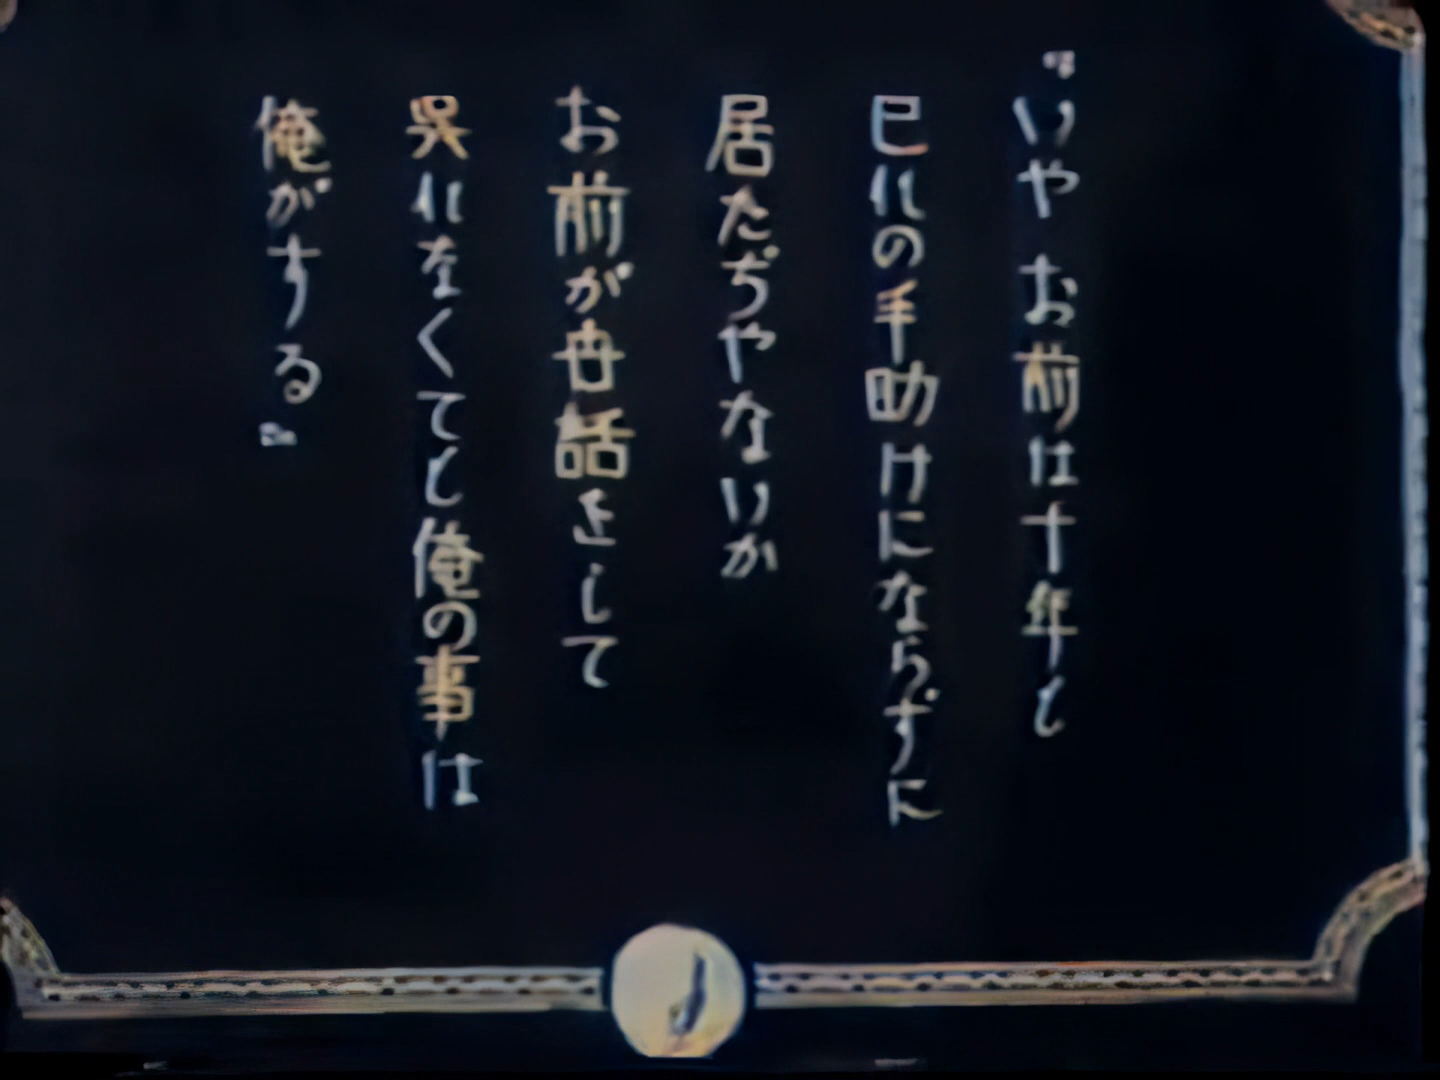 『いや お前は十年も
己れの手助けにならずに
居たぢやないか
お前が世話をして
呉れなくても俺の事は
俺がする』